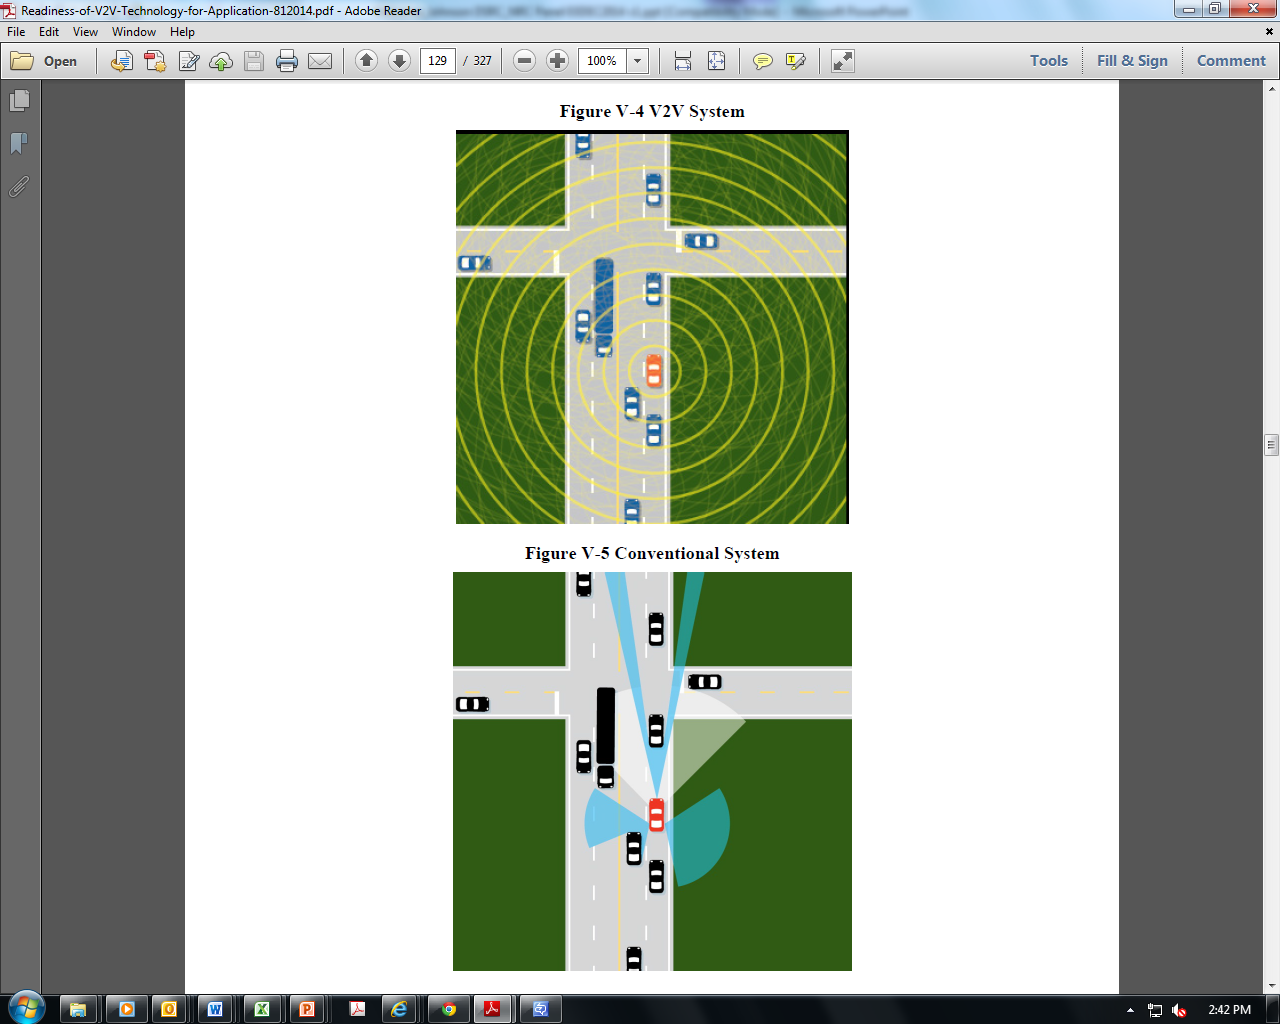 Readiness-of-V2V-Technology-for-Application-812014.pdf - Adobe Reader
File Edit View Window Help
Open 129 / 327 100% Tools Fill & Sign Comment
Figure V-4 V2V System
Figure V-5 Conventional System
2:42 PM